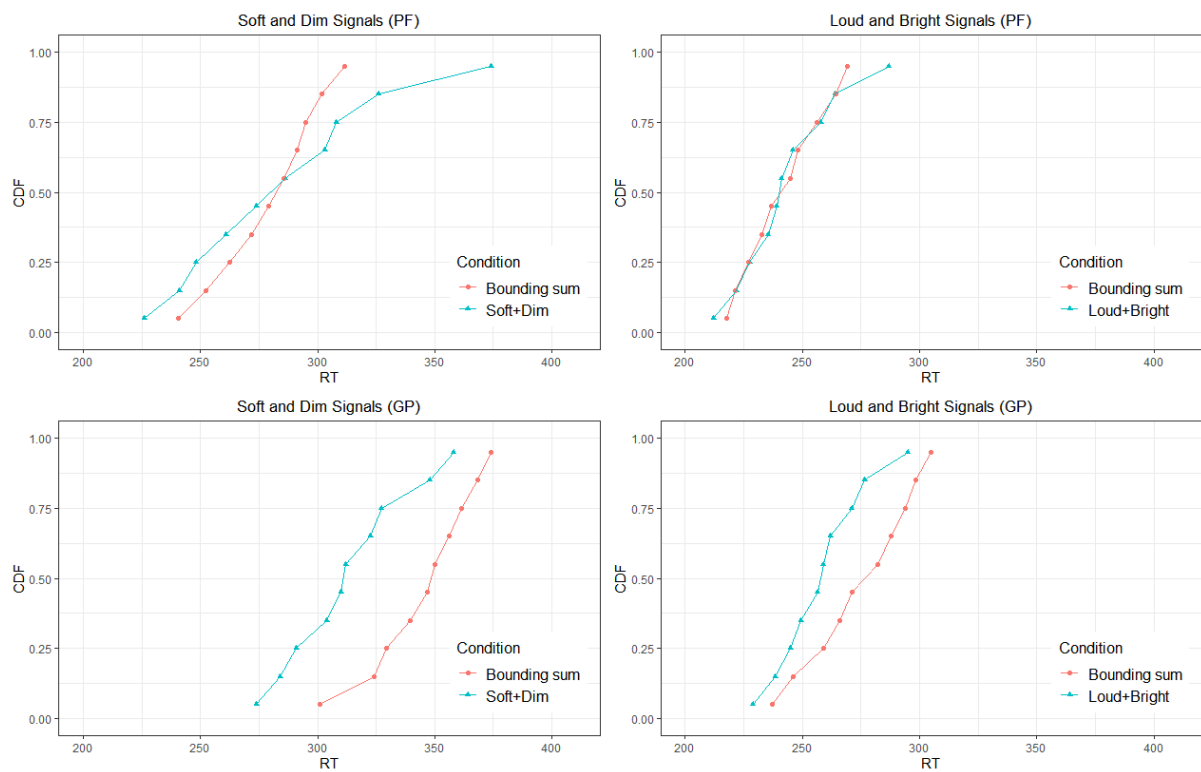 Soft and Dim Signals (PF)
1.00
0.75
0.50
0.25
0.00
CDF
Condition
Bounding sum
Soft+Dim
200 250 300 350 400
RT
Loud and Bright Signals (PF)
1.00
0.75
0.50
0.25
0.00
CDF
Condition
Bounding sum
Loud+Bright
200 250 300 350 400
RT
Soft and Dim Signals (GP)
1.00
0.75
0.50
0.25
0.00
CDF
Condition
Bounding sum
Soft+Dim
200 250 300 350 400
RT
Loud and Bright Signals (GP)
1.00
0.75
0.50
0.25
0.00
CDF
Condition
Bounding sum
Loud+Bright
200 250 300 350 400
RT